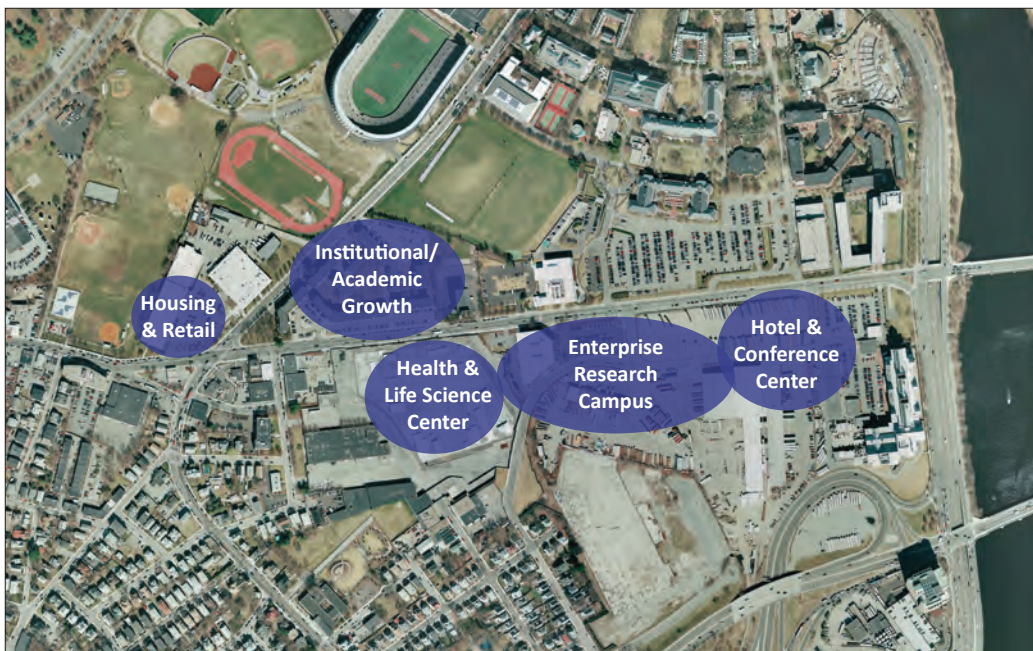 Housing
& Retail
Institutional/
Academic
Growth
Health &
Life Science
Center
Enterprise
Research
Campus
Hotel &
Conference
Center